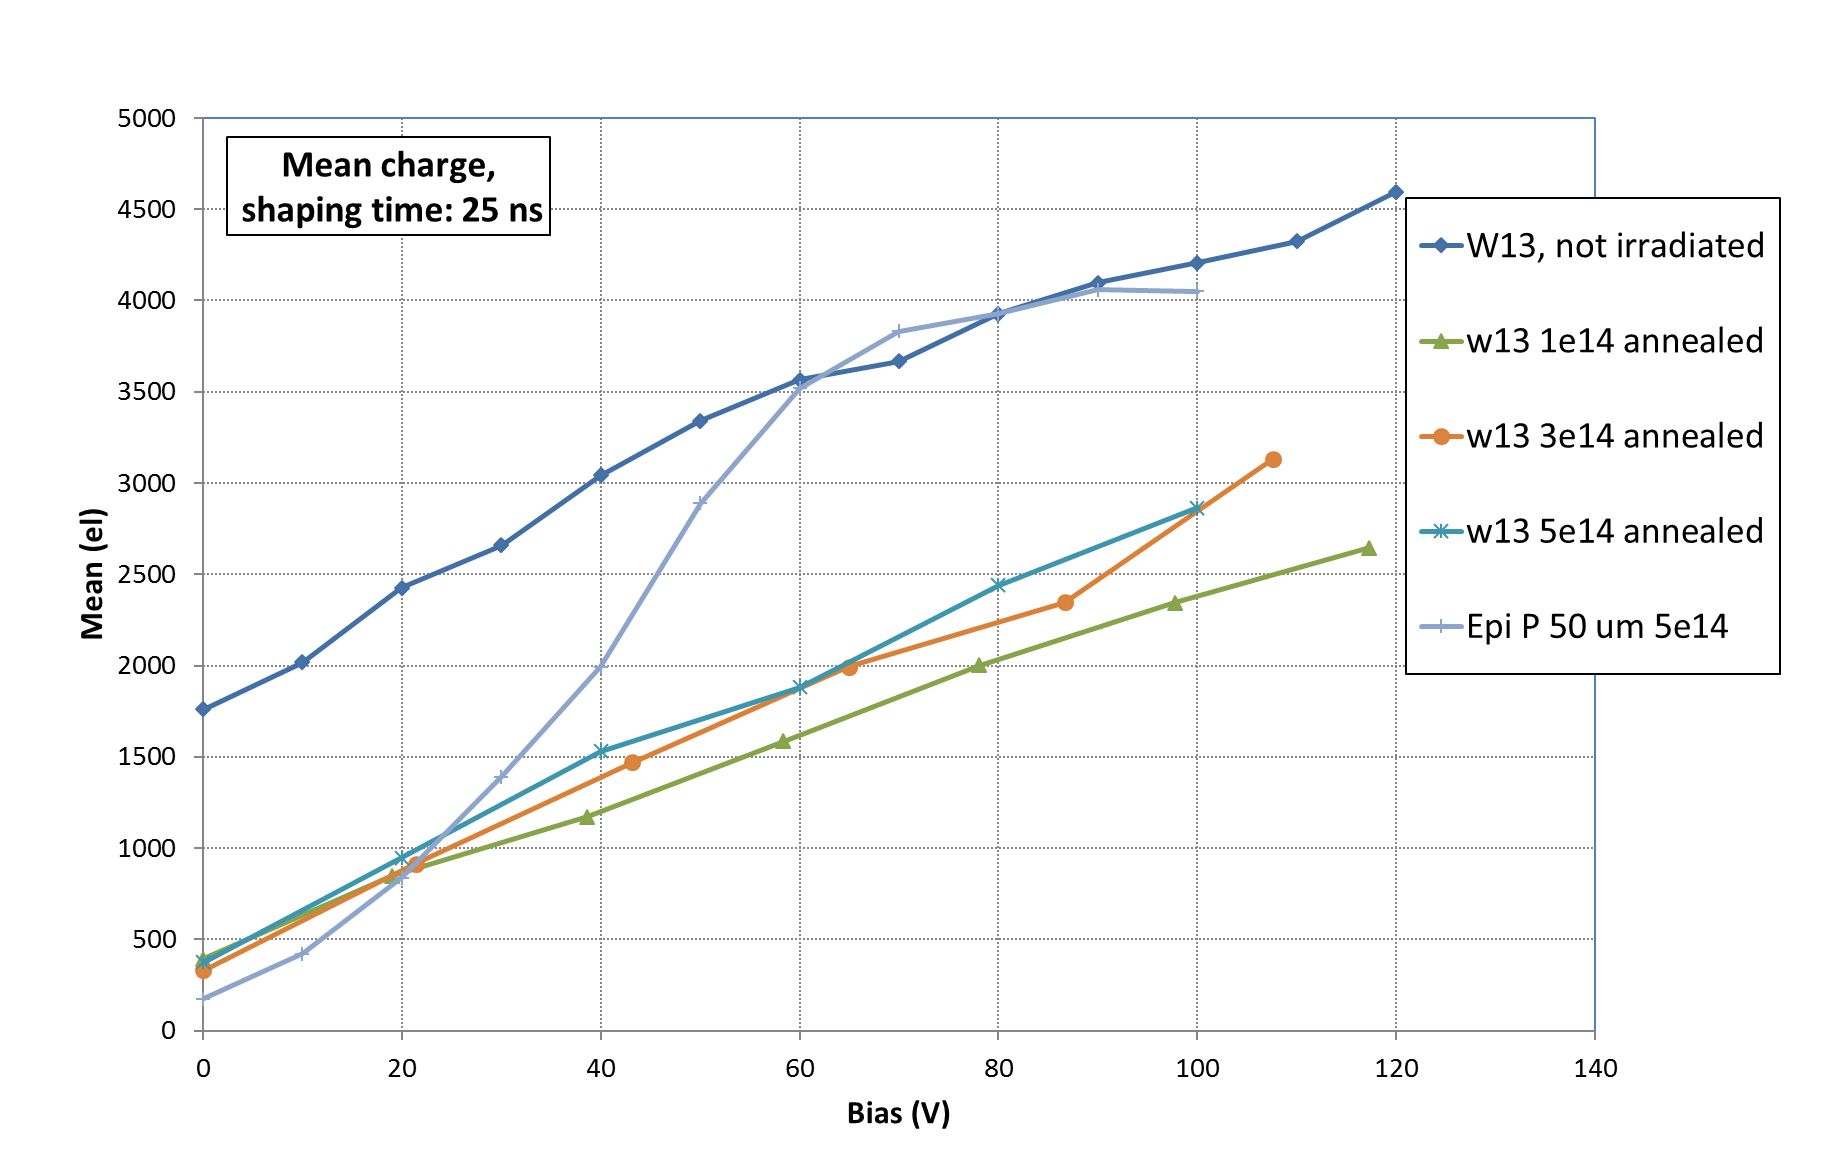 Mean charge,
shaping time: 25 ns
5000
4500
4000
3500
3000
2500
2000
1500
1000
500
0
Mean (el)
0 20 40 60 80 100 120 140
Bias (V)
W13, not irradiated
w13 1e14 annealed
w13 3e14 annealed
w13 5e14 annealed
Epi P 50 um 5e14